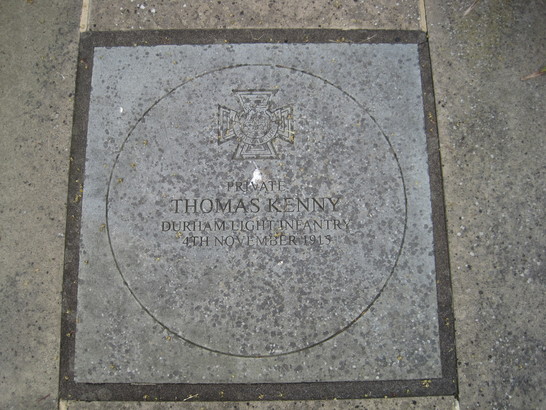 PRIVATE
THOMAS KENNY
DURHAM LIGHT INFANTRY
4TH NOVEMBER 1915